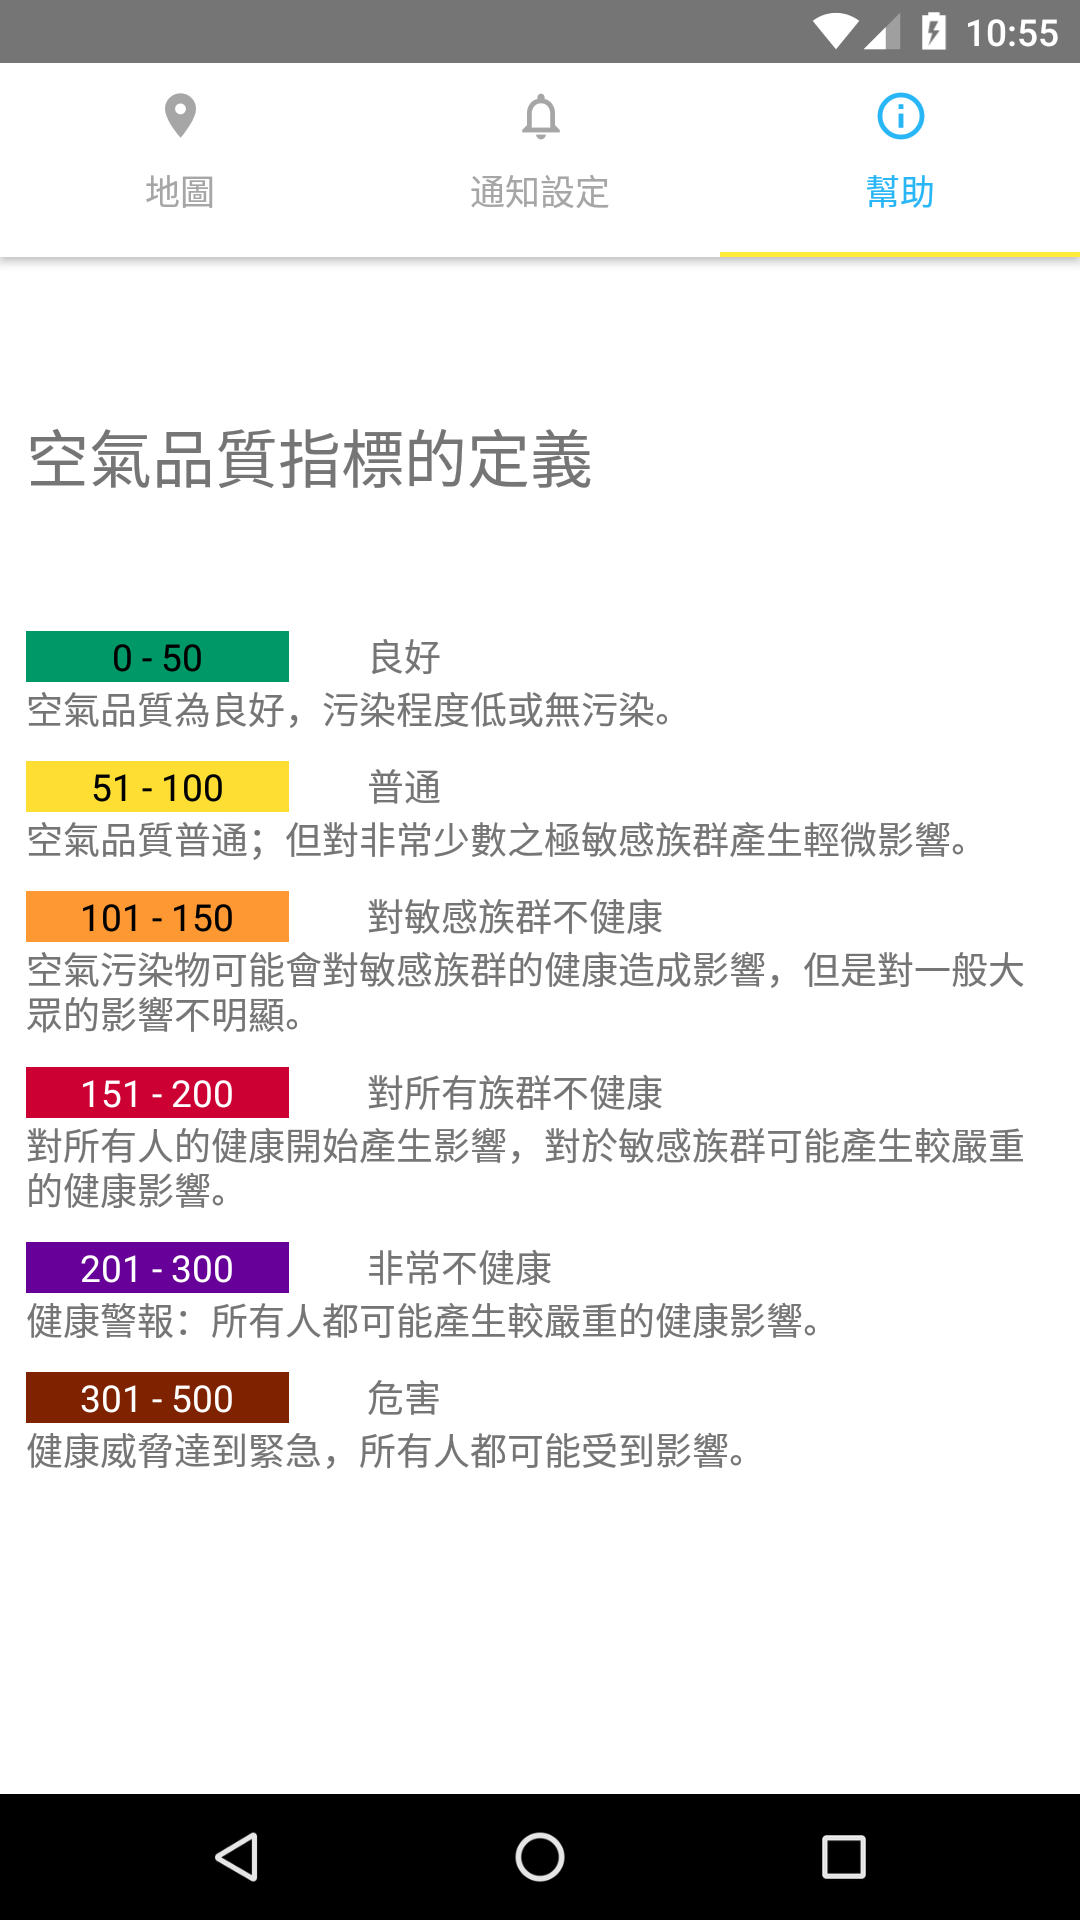 10:55
地圖
通知設定
幫助
空氣品質指標的定義
0 - 50 良好
空氣品質為良好，污染程度低或無污染。
51 - 100 普通
空氣品質普通；但對非常少數之極敏感族群產生輕微影響。
101 - 150 對敏感族群不健康
空氣污染物可能會對敏感族群的健康造成影響，但是對一般大
眾的影響不明顯。
151 - 200 對所有族群不健康
對所有人的健康開始產生影響，對於敏感族群可能產生較嚴重
的健康影響。
201 - 300 非常不健康
健康警報：所有人都可能產生較嚴重的健康影響。
301 - 500 危害
健康威脅達到緊急，所有人都可能受到影響。